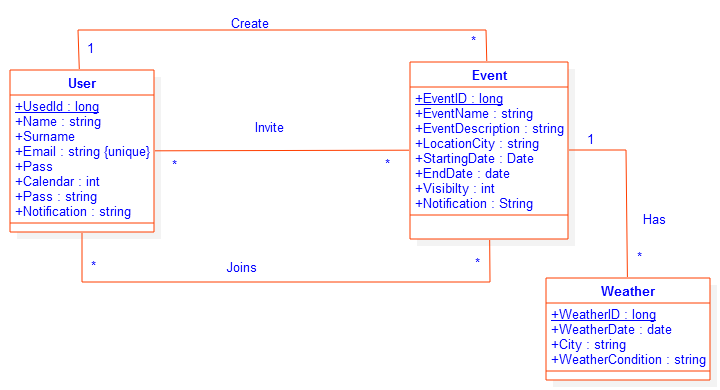 Create
1
*
User
+UsedId : long
+Name : string
+Surname
+Email : string {unique}
+Pass
+Calendar : int
+Pass : string
+Notification : string
Invite
*
*
Event
+EventID : long
+EventName : string
+EventDescription : string
+LocationCity : string
+StartingDate : Date
+EndDate : date
+Visibilty : int
+Notification : String
1
Has
*
*
Joins
*
Weather
+WeatherID : long
+WeatherDate : date
+City : string
+WeatherCondition : string